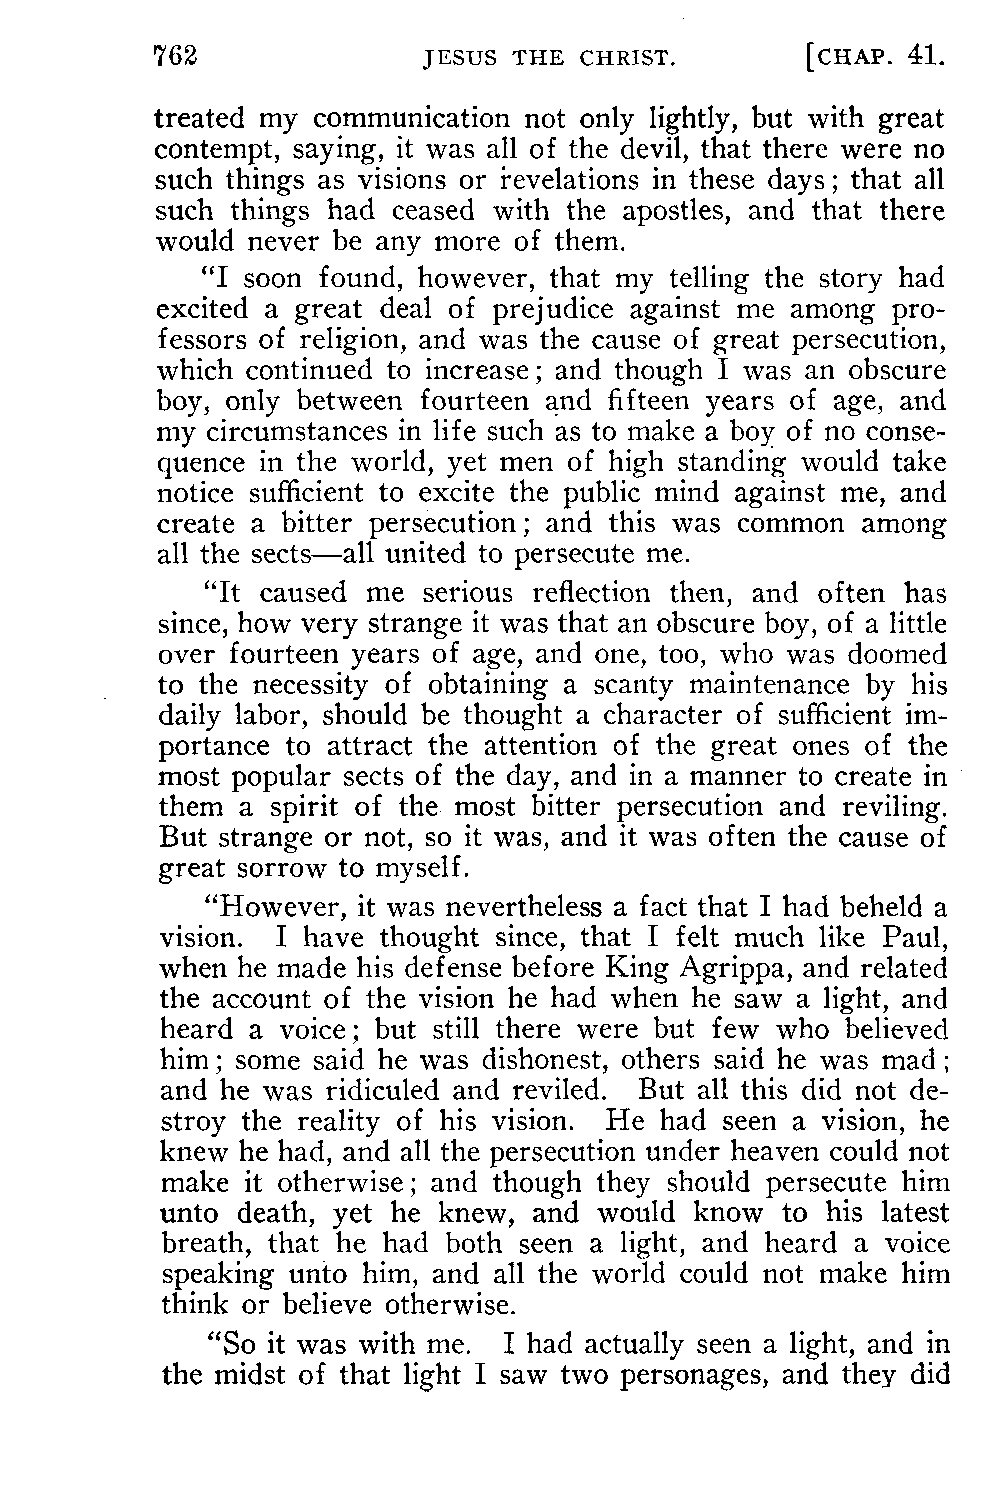 762 JESUS THE CHRIST. [CHAP. 41.
treated my communication not only lightly, but with great
contempt, saying, it was all of the devil, that there were no
such things as visions or revelations in these days; that all
such things had ceased with the apostles, and that there
would never be any more of them.
"I soon found, however, that my telling the story had
excited a great deal of prejudice against me among pro-
fessors of religion, and was the cause of great persecution,
which continued to increase; and though I was an obscure
boy, only between fourteen and fifteen years of age, and
my circumstances in life such as to make a boy of no conse-
quence in the world, yet men of high standing would take
notice sufficient to excite the public mind against me, and
create a bitter persecution; and this was common among
all the sects—all united to persecute me.
"It caused me serious reflection then, and often has
since, how very strange it was that an obscure boy, of a little
over fourteen years of age, and one, too, who was doomed
to the necessity of obtaining a scanty maintenance by his
daily labor, should be thought a character of sufficient im-
portance to attract the attention of the great ones of the
most popular sects of the day, and in a manner to create in
them a spirit of the most bitter persecution and reviling.
But strange or not, so it was, and it was often the cause of
great sorrow to myself.
"However, it was nevertheless a fact that I had beheld a
vision. I have thought since, that I felt much like Paul,
when he made his defense before King Agrippa, and related
the account of the vision he had when he saw a light, and
heard a voice; but still there were but few who believed
him; some said he was dishonest, others said he was mad;
and he was ridiculed and reviled. But all this did not de-
stroy the reality of his vision. He had seen a vision, he
knew he had, and all the persecution under heaven could not
make it otherwise; and though they should persecute him
unto death, yet he knew, and would know to his latest
breath, that he had both seen a light, and heard a voice
speaking unto him, and all the world could not make him
think or believe otherwise.
"So it was with me. I had actually seen a light, and in
the midst of that light I saw two personages, and they did